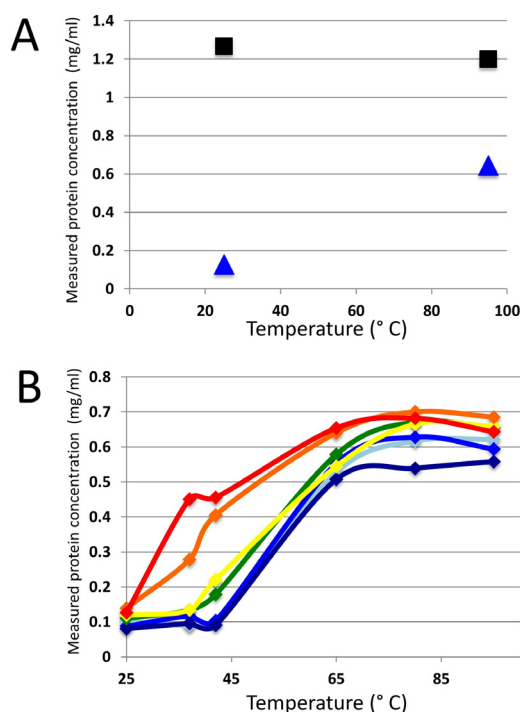 A
Measured protein concentration (mg/ml)
1.4
1.2
1
0.8
0.6
0.4
0.2
0
0 20 40 60 80 100
Temperature (° C)
B
Measured protein concentration (mg/ml)
0.8
0.7
0.6
0.5
0.4
0.3
0.2
0.1
0
25 45 65 85
Temperature (° C)